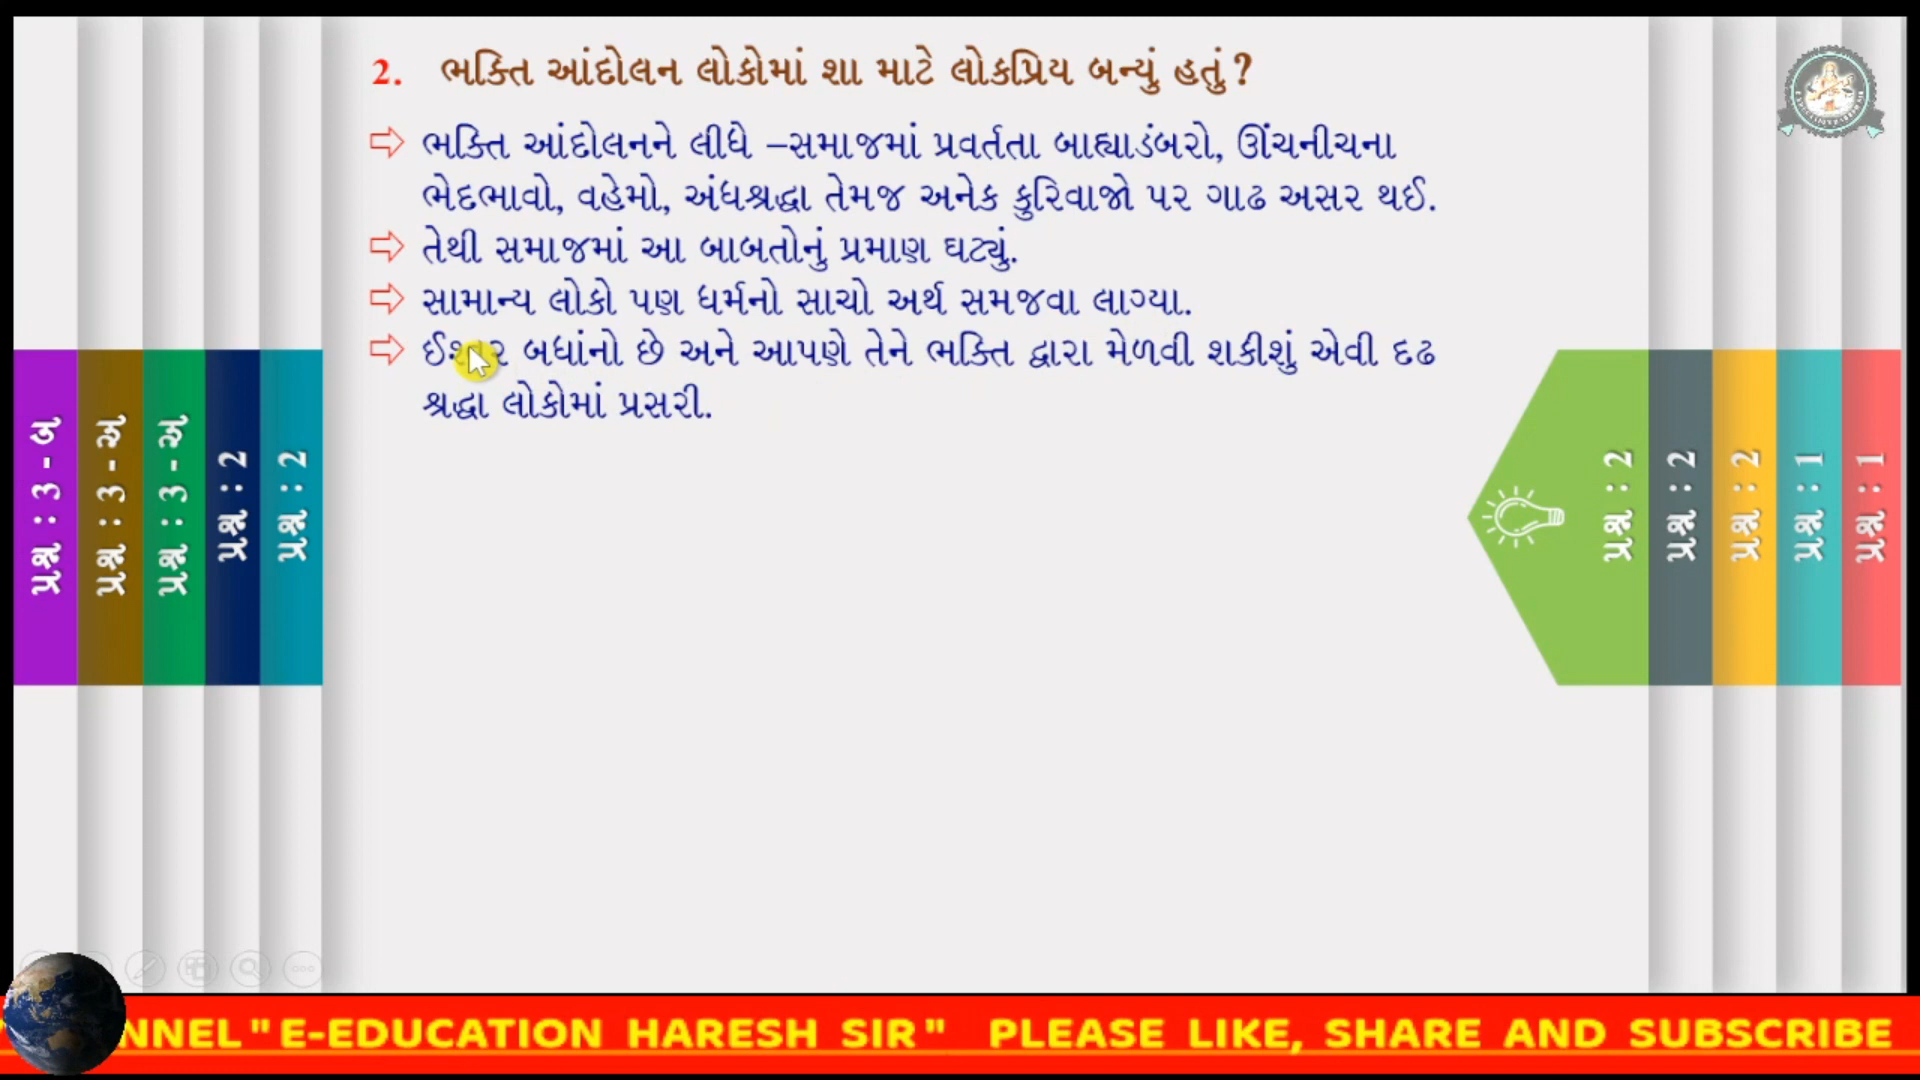 2. ભક્તિ આંદોલન લોકોમાં શા માટે લોકપ્રિય બન્યું હતું ?
⇨ ભક્તિ આંદોલનને લીધે –સમાજમાં પ્રવર્તતા બાહ્યાડંબરો, ઊંચનીચના
ભેદભાવો, વહેમો, અંધશ્રદ્ધા તેમજ અનેક કુરિવાજો પર ગાઢ અસર થઈ.
⇨ તેથી સમાજમાં આ બાબતોનું પ્રમાણ ઘટ્યું.
⇨ સામાન્ય લોકો પણ ધર્મનો સાચો અર્થ સમજવા લાગ્યા.
⇨ બધાંનો છે અને આપણે તેને ભક્તિ દ્વારા મેળવી શકીશું એવી દઢ
શ્રદ્ધા લોકોમાં પ્રસરી.
પ્રશ્ન : 3 - બ
પ્રશ્ન : 3 - અ
પ્રશ્ન : 3 - અ
પ્રશ્ન : 2
પ્રશ્ન : 2
પ્રશ્ન : 2
પ્રશ્ન : 2
પ્રશ્ન : 2
પ્રશ્ન : 1
પ્રશ્ન : 1
NNEL "E-EDUCATION HARESH SIR" PLEASE LIKE, SHARE AND SUBSCRIBE